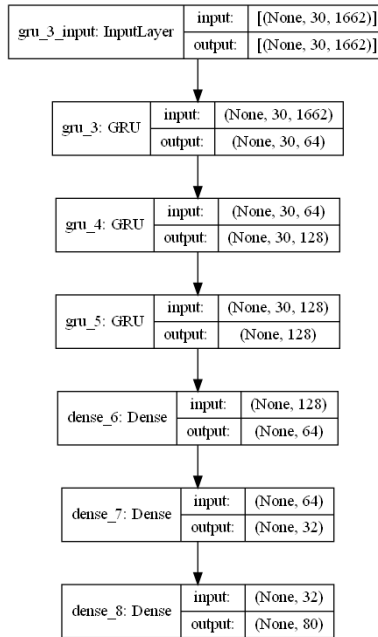 gru_3_input: InputLayer input: [(None, 30, 1662)]
output: [(None, 30, 1662)]
gru_3: GRU input: (None, 30, 1662)
output: (None, 30, 64)
gru_4: GRU input: (None, 30, 64)
output: (None, 30, 128)
gru_5: GRU input: (None, 30, 128)
output: (None, 128)
dense_6: Dense input: (None, 128)
output: (None, 64)
dense_7: Dense input: (None, 64)
output: (None, 32)
dense_8: Dense input: (None, 32)
output: (None, 80)